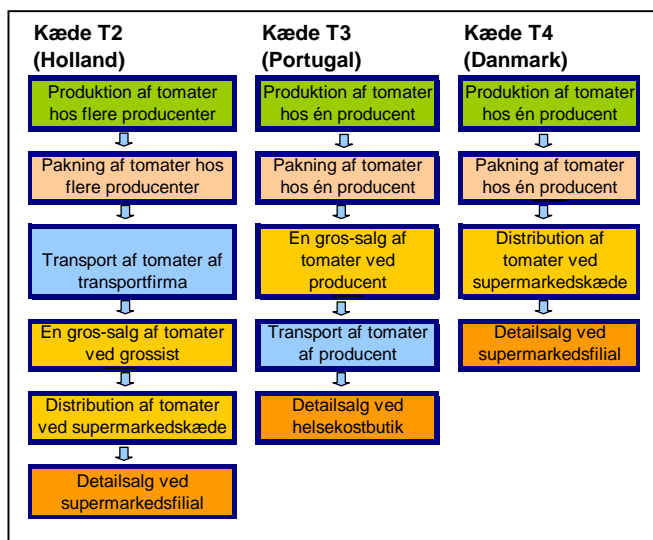 Kæde T2
(Holland)
Produktion af tomater
hos flere producenter
Pakning af tomater hos
flere producenter
Transport af tomater af
transportfirma
En gros-salg af tomater
ved grossist
Distribution af tomater
ved supermarkedskæde
Detailsalg ved
supermarkedsfilial
Kæde T3
(Portugal)
Produktion af tomater
hos én producent
Pakning af tomater
hos én producent
En gros-salg af
tomater ved
producent
Transport af tomater
af producent
Detailsalg ved
helsekostbutik
Kæde T4
(Danmark)
Produktion af tomater
hos én producent
Pakning af tomater
hos én producent
Distribution af
tomater ved
supermarkedskæde
Detailsalg ved
supermarkedsfilial